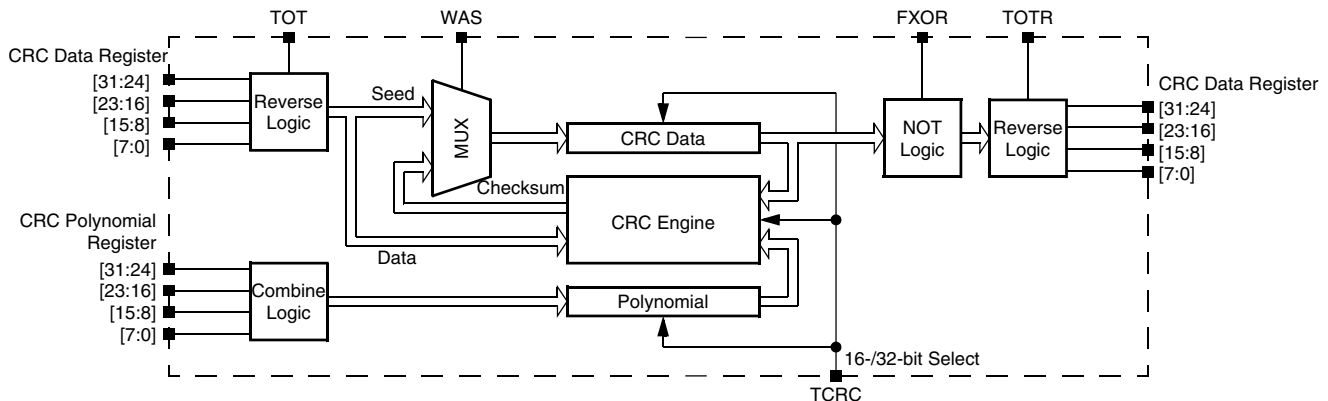 TOT
WAS
FXOR
TOTR
CRC Data Register
[31:24]
[23:16]
[15:8]
[7:0]
Reverse
Logic
Seed
MUX
CRC Data
NOT
Logic
Reverse
Logic
CRC Data Register
[31:24]
[23:16]
[15:8]
[7:0]
Checksum
CRC Engine
Data
CRC Polynomial
Register
[31:24]
[23:16]
[15:8]
[7:0]
Combine
Logic
Polynomial
16-/32-bit Select
TCRC